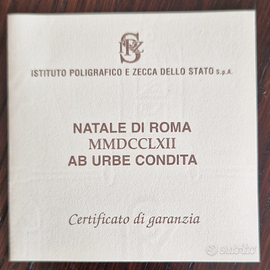 ISTITUTO POLIGRAFICO E ZECCA DELLO STATO S.p.A.
NATALE DI ROMA
MMDCCLXII
AB URBE CONDITA
Certificato di garanzia
subito